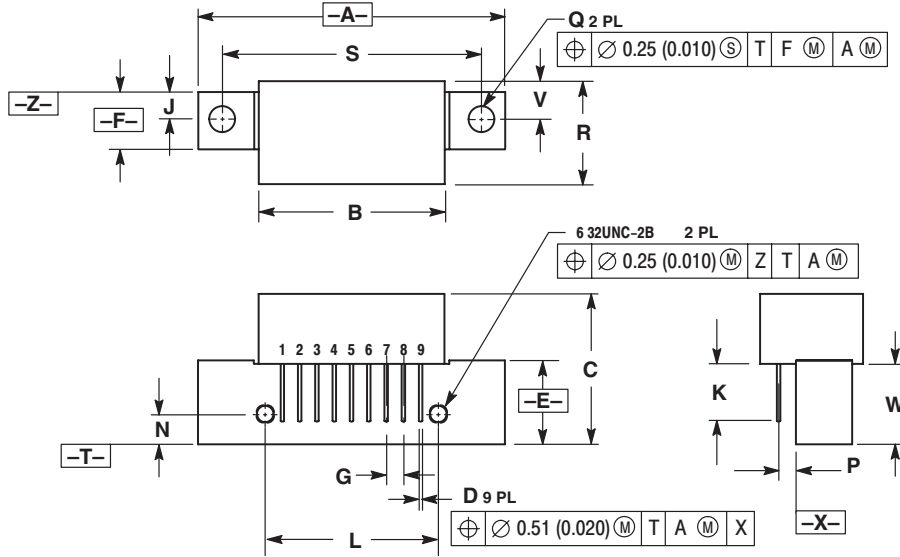 –A–
Q 2 PL
⌖ ∅ 0.25 (0.010) Ⓢ T F Ⓜ A Ⓜ
S
–Z–
J
V
–F–
R
B
6 32UNC–2B 2 PL
⌖ ∅ 0.25 (0.010) Ⓜ Z T A Ⓜ
1 2 3 4 5 6 7 8 9
C
K
–E–
W
N
–T–
G
P
D 9 PL
⌖ ∅ 0.51 (0.020) Ⓜ T A Ⓜ X
–X–
L